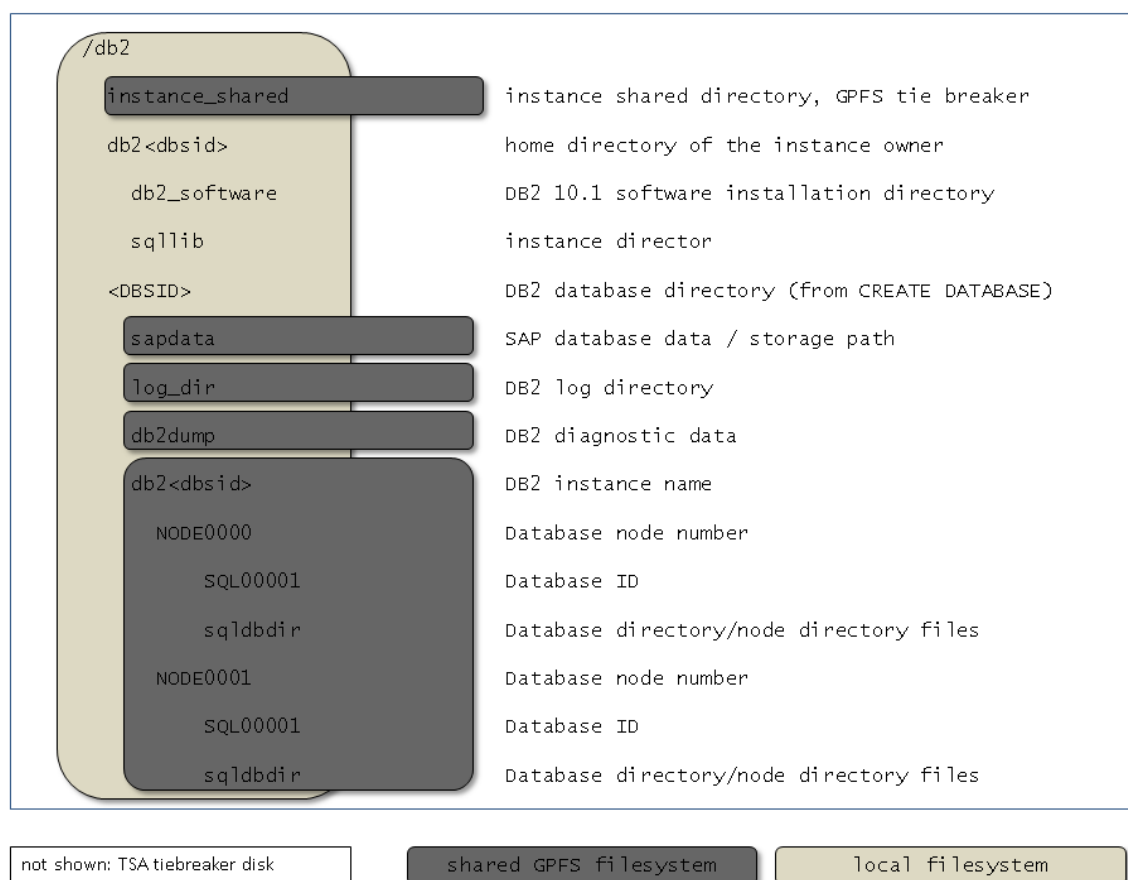 /db2
instance_shared instance shared directory, GPFS tie breaker
db2<dbsid> home directory of the instance owner
db2_software DB2 10.1 software installation directory
sqllib instance director
<DBSID> DB2 database directory (from CREATE DATABASE)
sapdata SAP database data / storage path
log_dir DB2 log directory
db2dump DB2 diagnostic data
db2<dbsid> DB2 instance name
NODE0000 Database node number
SQL00001 Database ID
sqldbdir Database directory/node directory files
NODE0001 Database node number
SQL00001 Database ID
sqldbdir Database directory/node directory files
not shown: TSA tiebreaker disk shared GPFS filesystem local filesystem